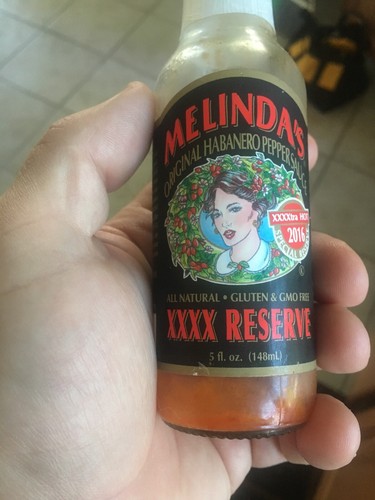 MELINDA'S
ORIGINAL HABANERO PEPPER SAUCE
XXXXtra HOT
2016
SPECIAL
ALL NATURAL • GLUTEN & GMO FREE
XXXX RESERVE
5 fl. oz. (148mL)